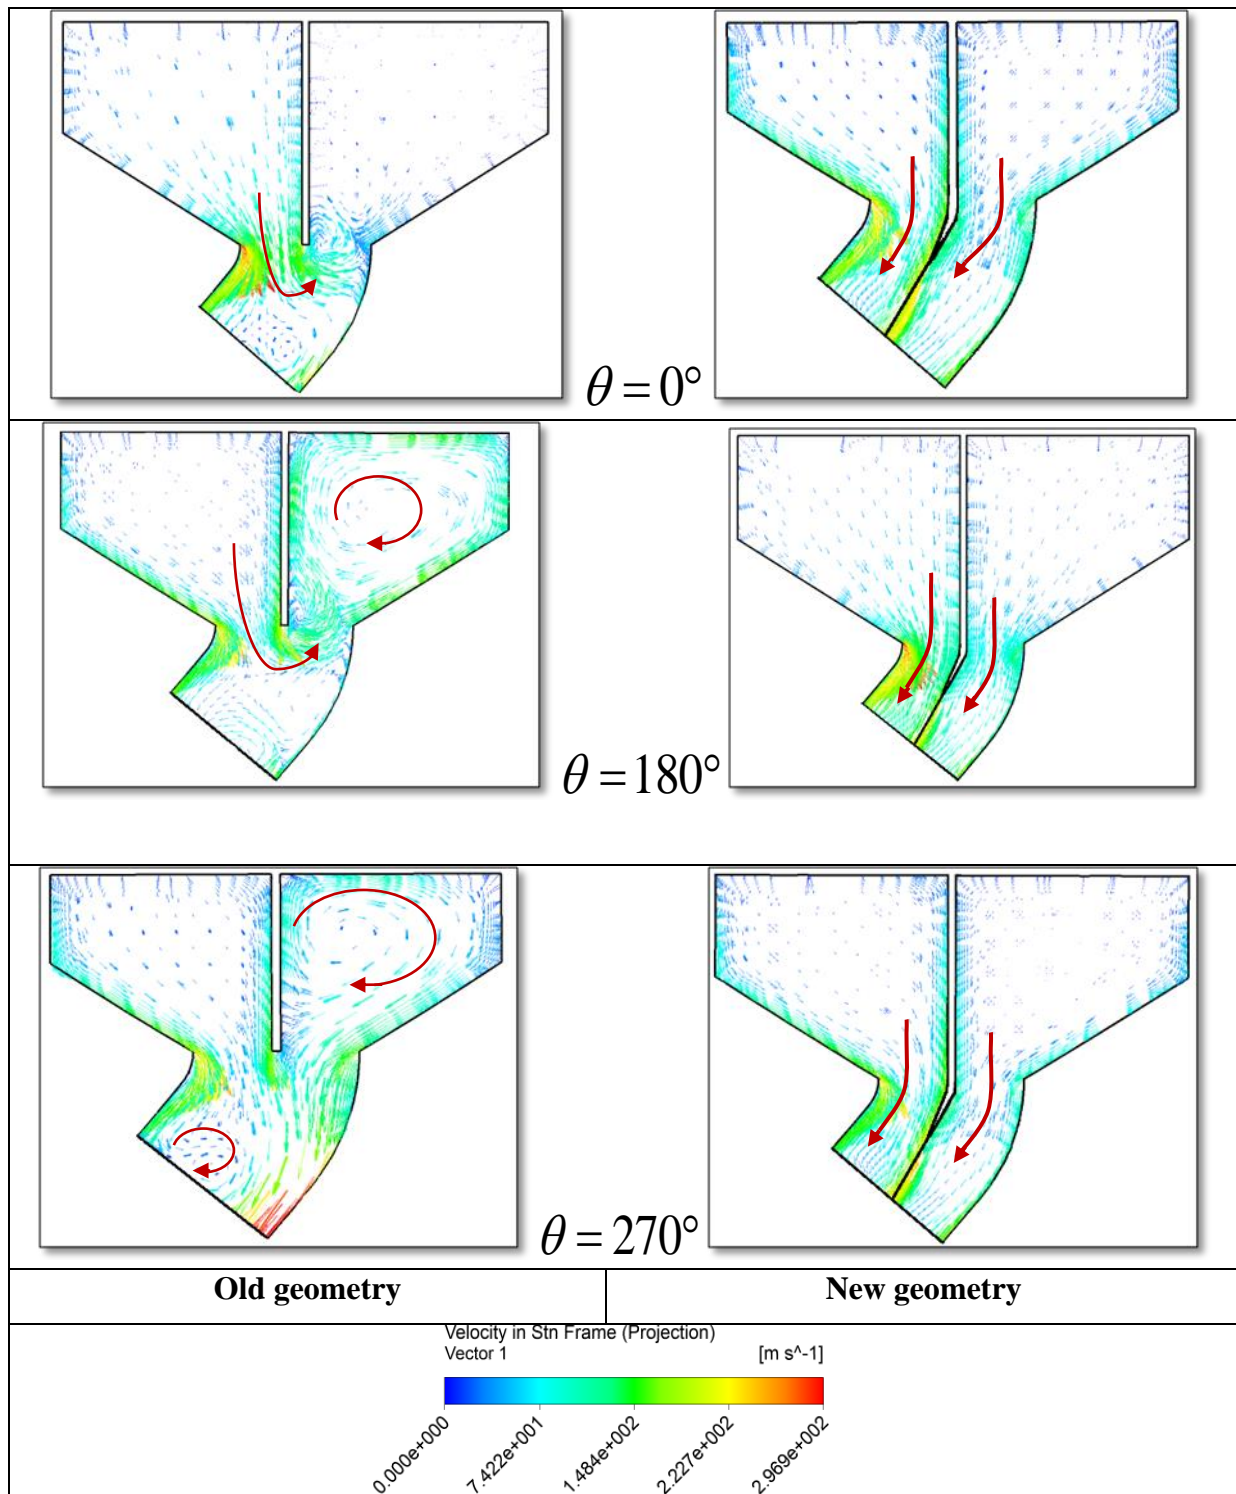 θ = 0°
θ = 180°
θ = 270°
Old geometry
New geometry
Velocity in Stn Frame (Projection)
Vector 1
[m s^-1]
0.000e+000
7.422e+001
1.484e+002
2.227e+002
2.969e+002